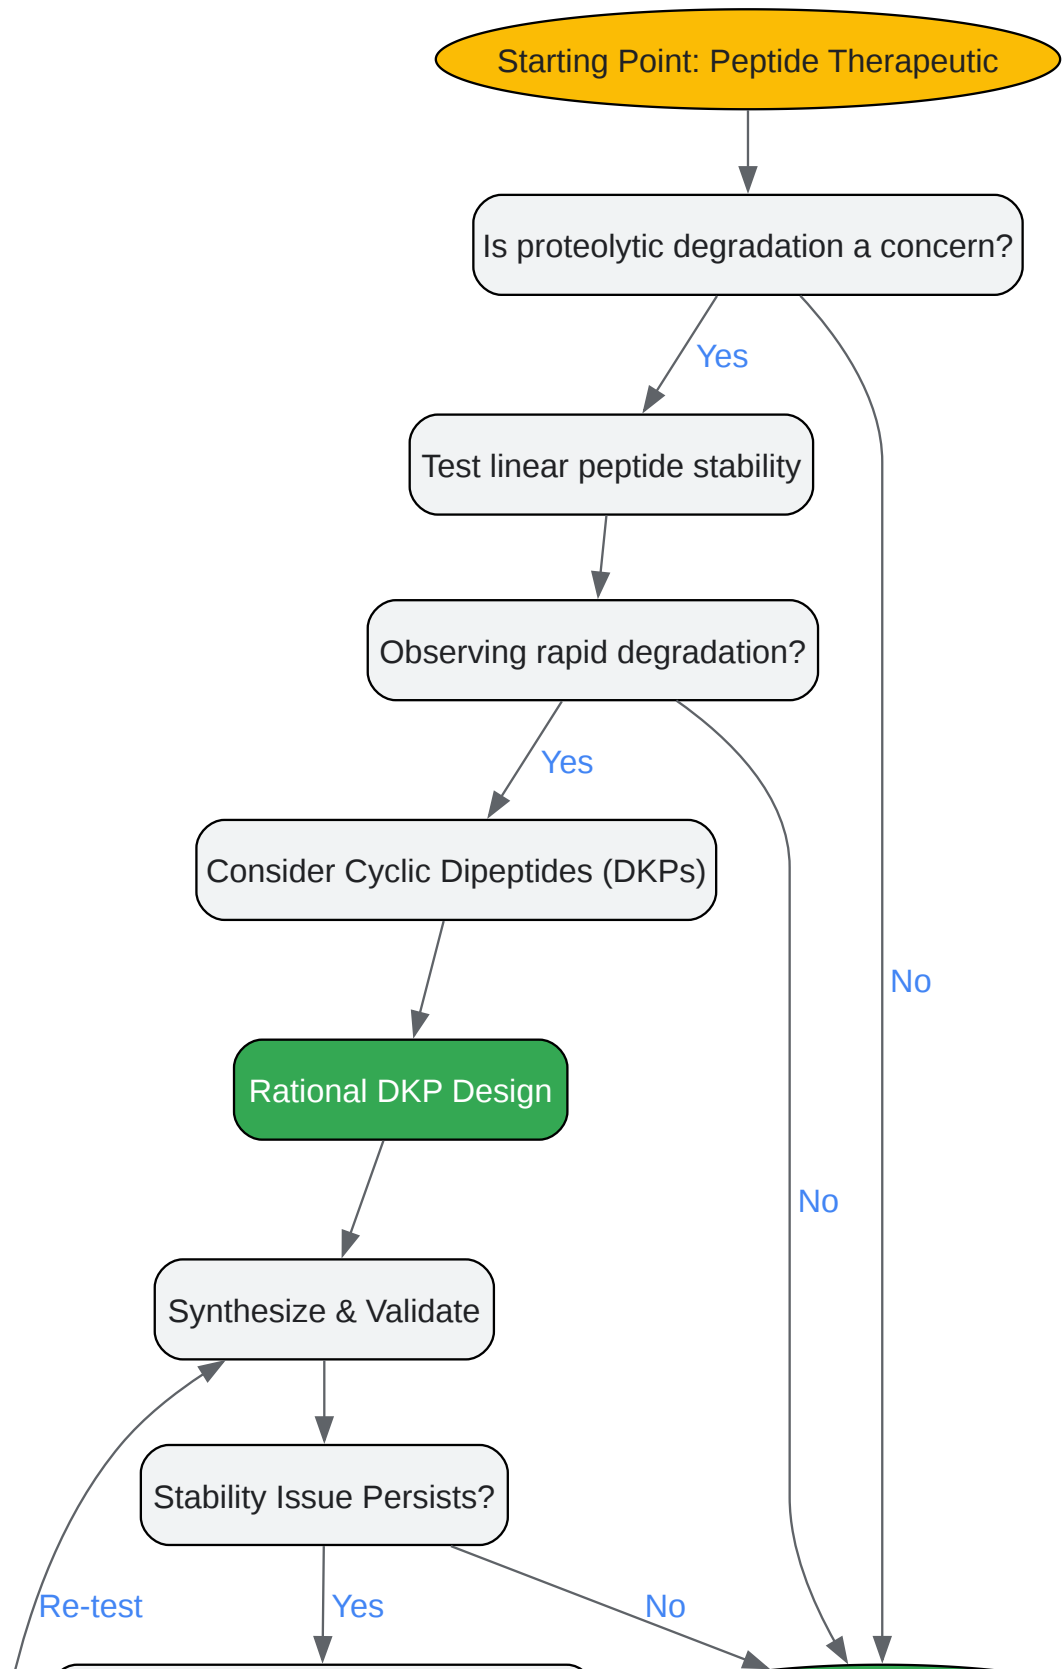 Starting Point: Peptide Therapeutic
Is proteolytic degradation a concern?
Yes
Test linear peptide stability
Observing rapid degradation?
Yes
Consider Cyclic Dipeptides (DKPs)
No
Rational DKP Design
No
Synthesize & Validate
Stability Issue Persists?
Re-test
Yes
No